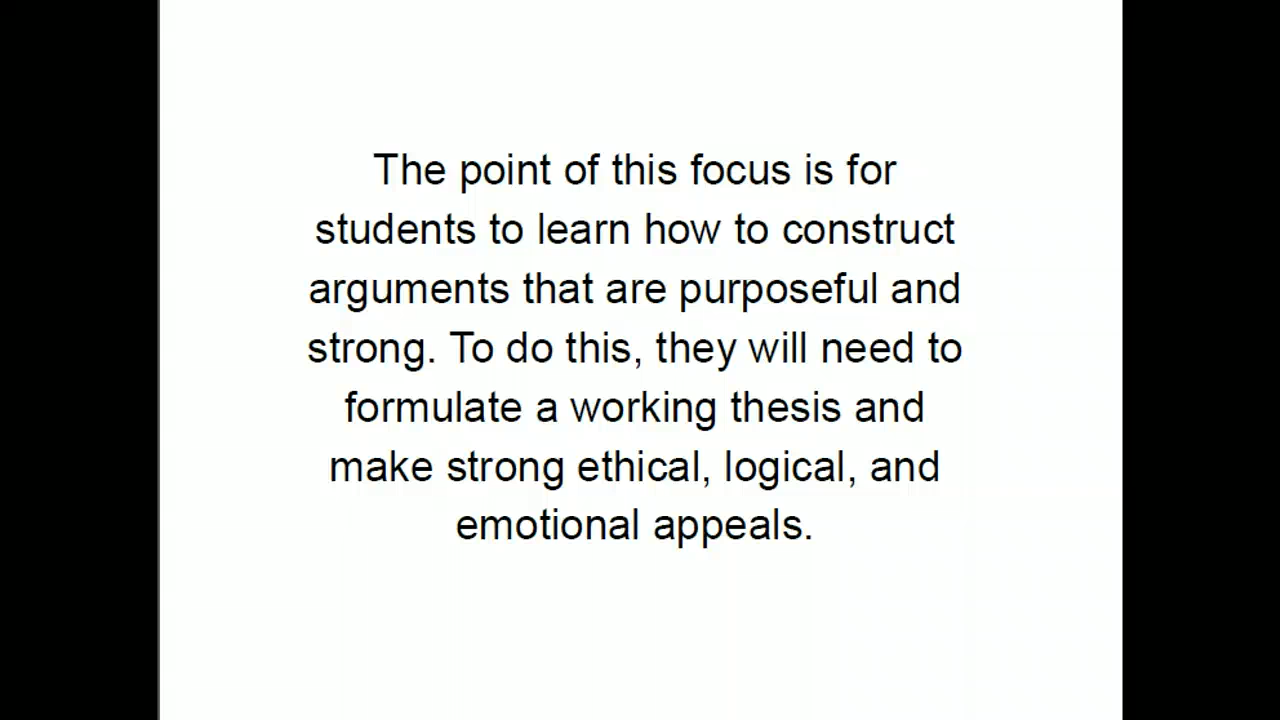 The point of this focus is for
students to learn how to construct
arguments that are purposeful and
strong. To do this, they will need to
formulate a working thesis and
make strong ethical, logical, and
emotional appeals.